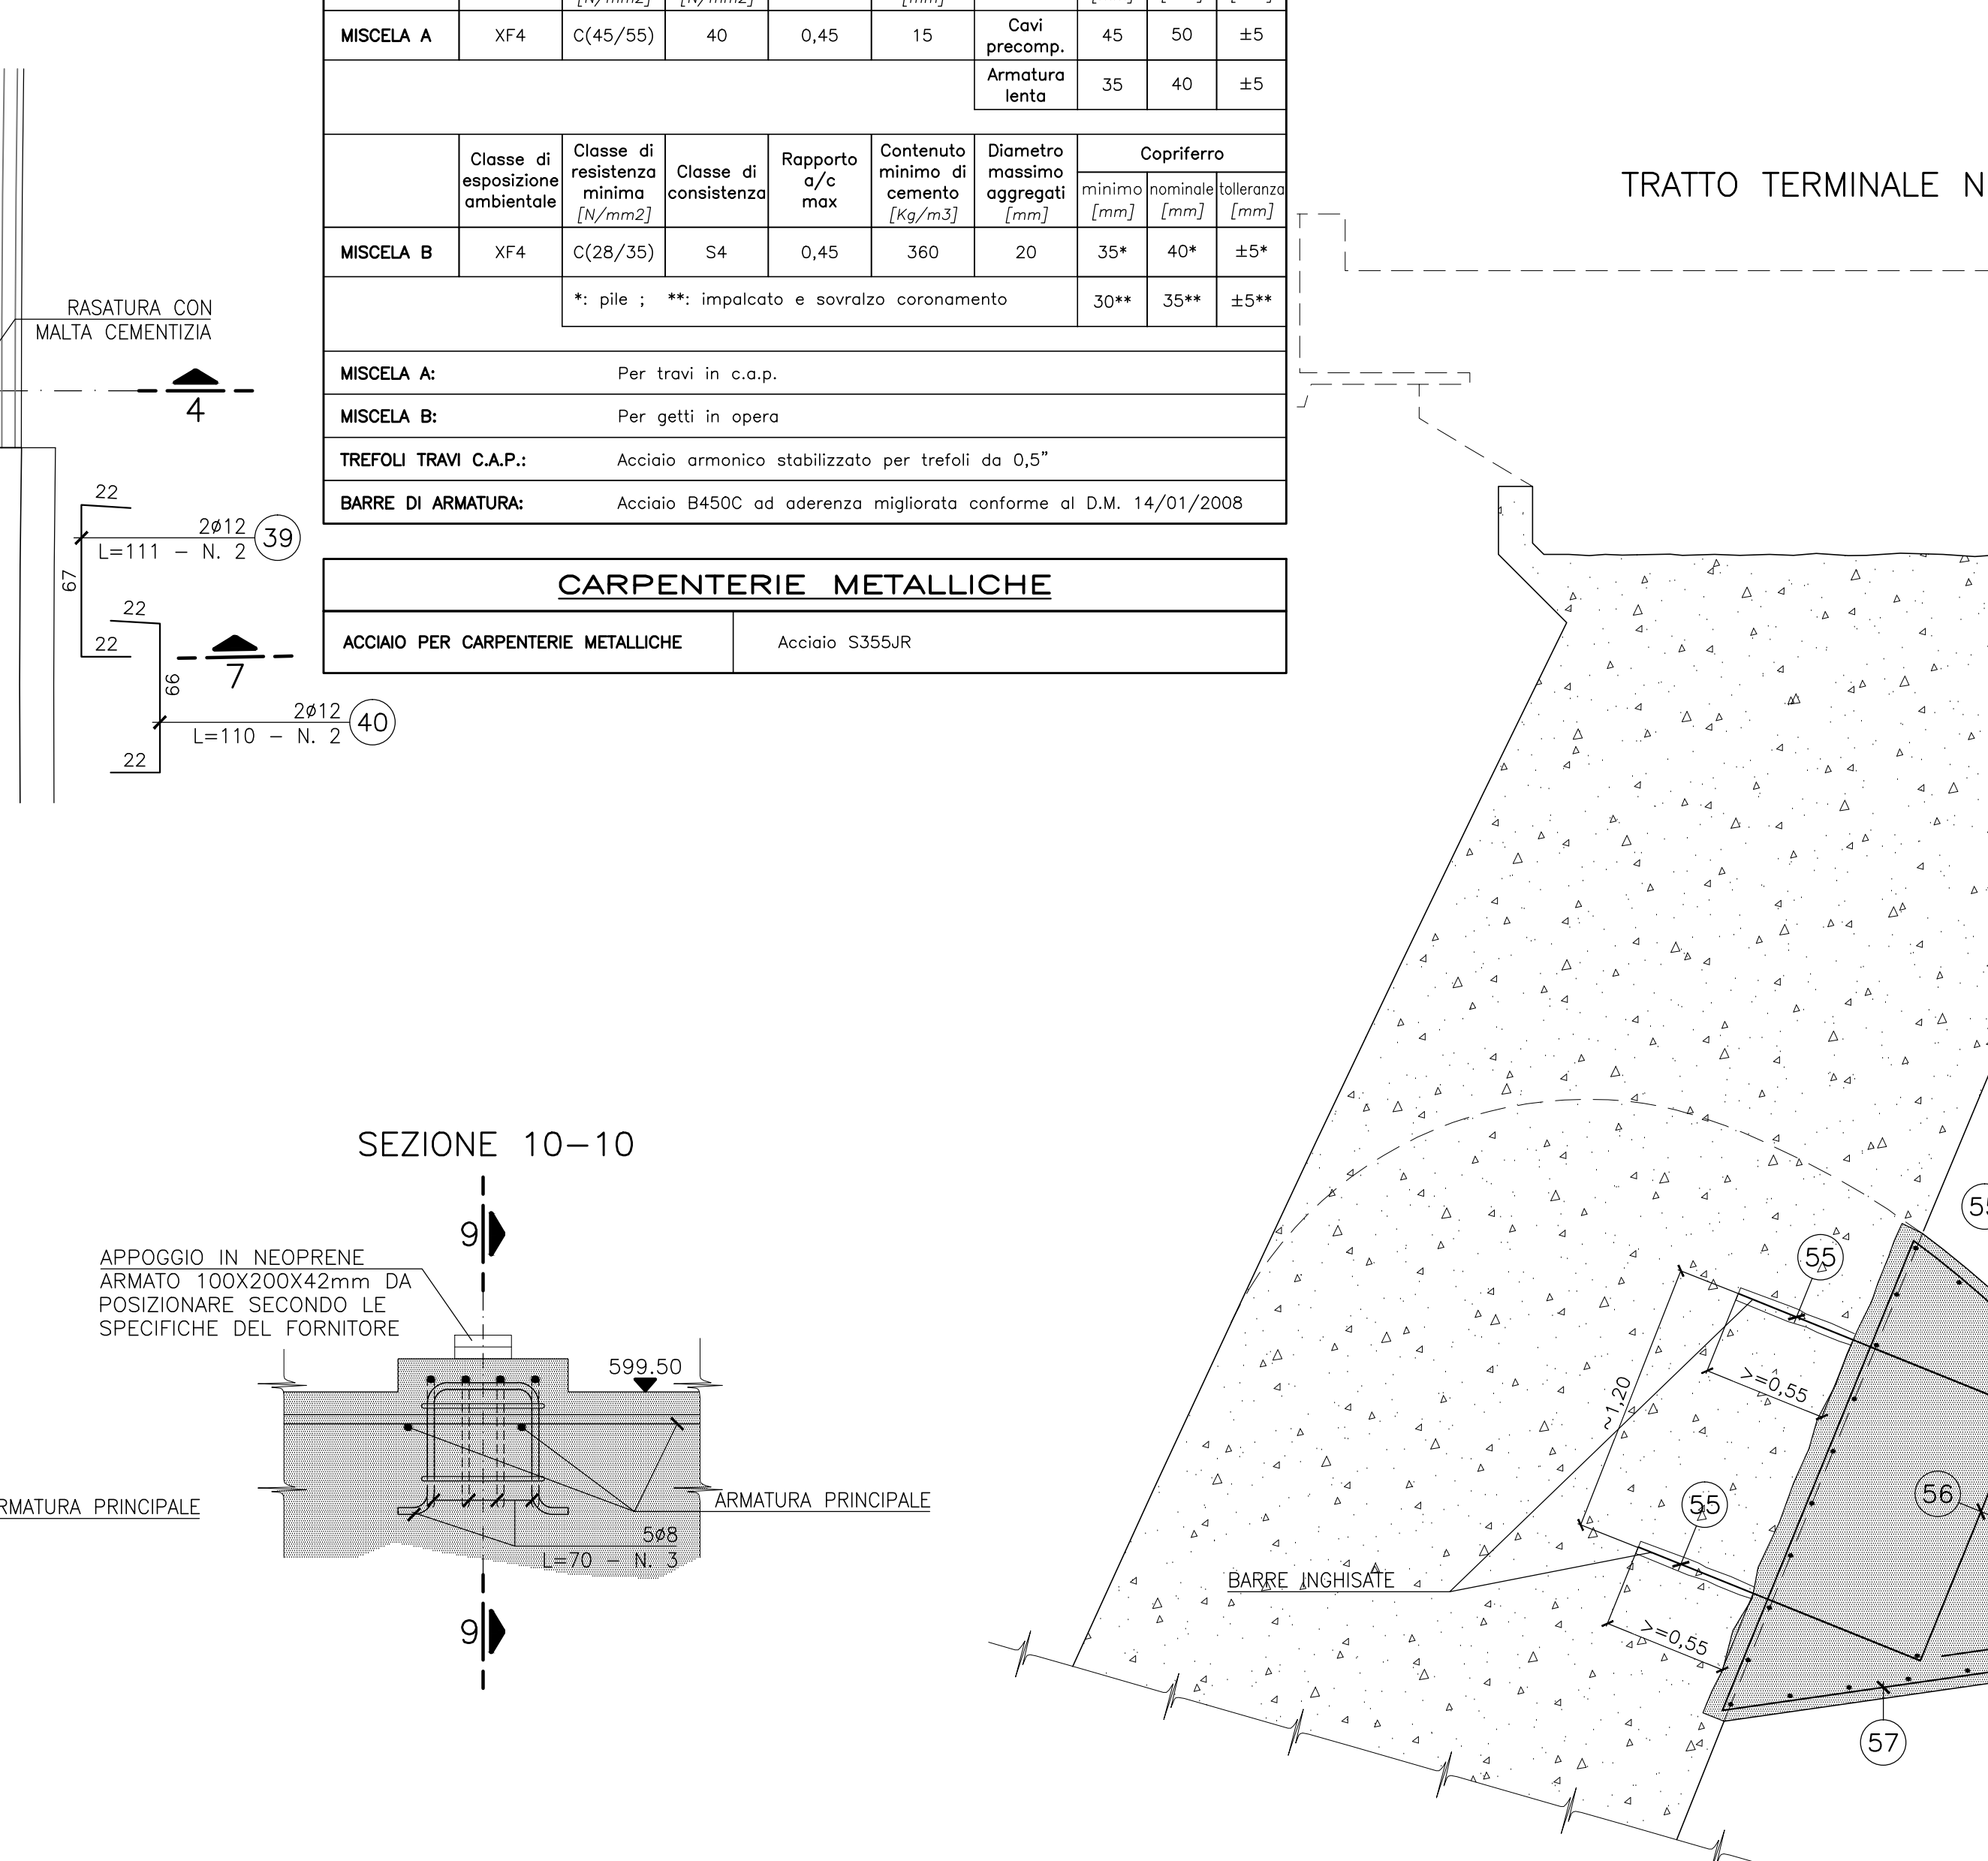 MISCELA A XF4 C(45/55) 40 0,45 15 Cavi precomp. 45 50 ±5
Armatura lenta 35 40 ±5
Classe di esposizione ambientale
Classe di resistenza minima [N/mm2]
Classe di consistenza
Rapporto a/c max
Contenuto minimo di cemento [Kg/m3]
Diametro massimo aggregati [mm]
Copriferro
minimo [mm] nominale [mm] tolleranza [mm]
MISCELA B XF4 C(28/35) S4 0,45 360 20 35* 40* ±5*
*: pile ; **: impalcato e sovralzo coronamento 30** 35** ±5**
MISCELA A: Per travi in c.a.p.
MISCELA B: Per getti in opera
TREFOLI TRAVI C.A.P.: Acciaio armonico stabilizzato per trefoli da 0,5”
BARRE DI ARMATURA: Acciaio B450C ad aderenza migliorata conforme al D.M. 14/01/2008
CARPENTERIE METALLICHE
ACCIAIO PER CARPENTERIE METALLICHE Acciaio S355JR
RASATURA CON
MALTA CEMENTIZIA
4
22
2ø12
L=111 – N. 2
39
67
22
22
7
66
2ø12
L=110 – N. 2
40
22
TRATTO TERMINALE N
SEZIONE 10–10
9
APPOGGIO IN NEOPRENE
ARMATO 100X200X42mm DA
POSIZIONARE SECONDO LE
SPECIFICHE DEL FORNITORE
599.50
RMATURA PRINCIPALE
ARMATURA PRINCIPALE
5ø8
L=70 – N. 3
9
55
55
~1,20
>=0,55
56
55
BARRE INGHISATE
>=0,55
57